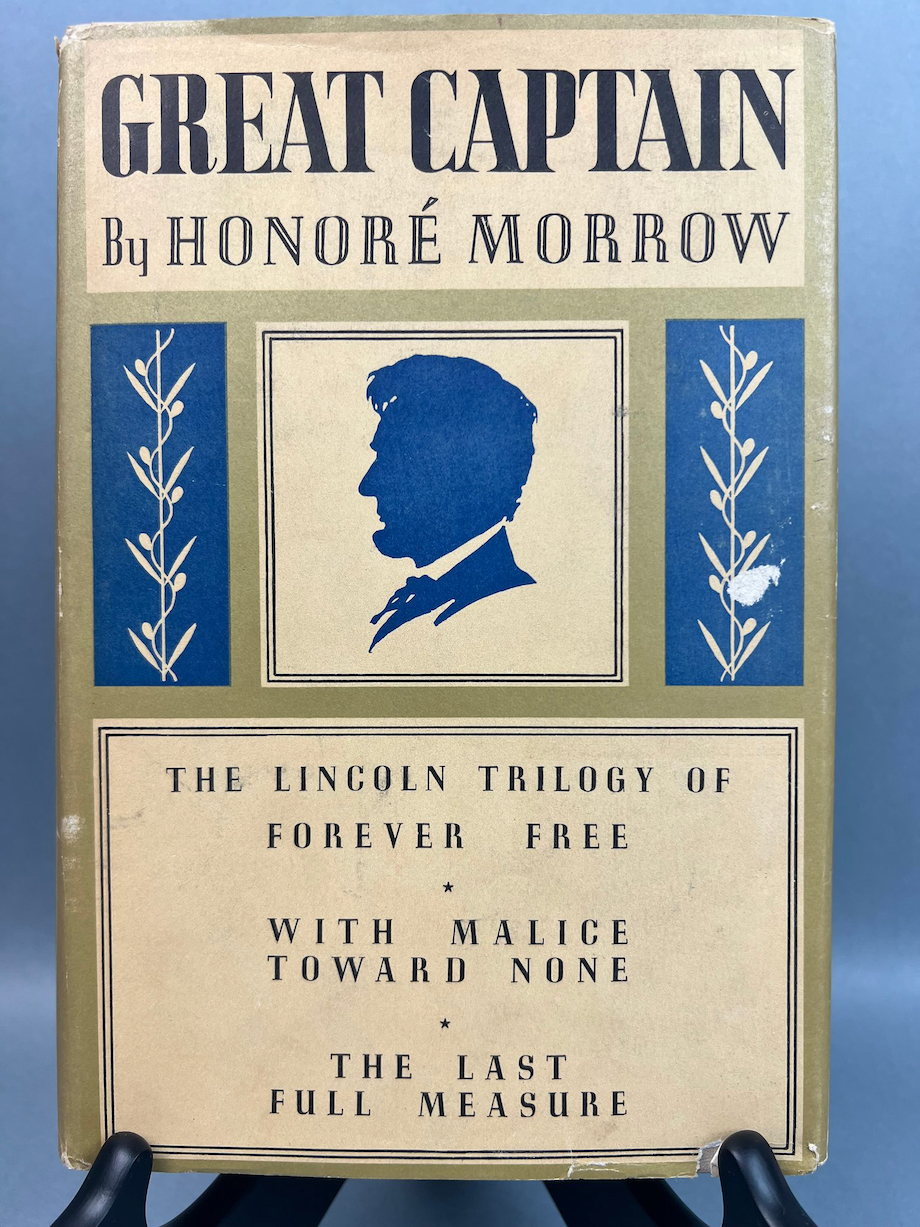 GREAT CAPTAIN
By HONORÉ MORROW
THE LINCOLN TRILOGY OF
FOREVER FREE
★
WITH MALICE
TOWARD NONE
★
THE LAST
FULL MEASURE